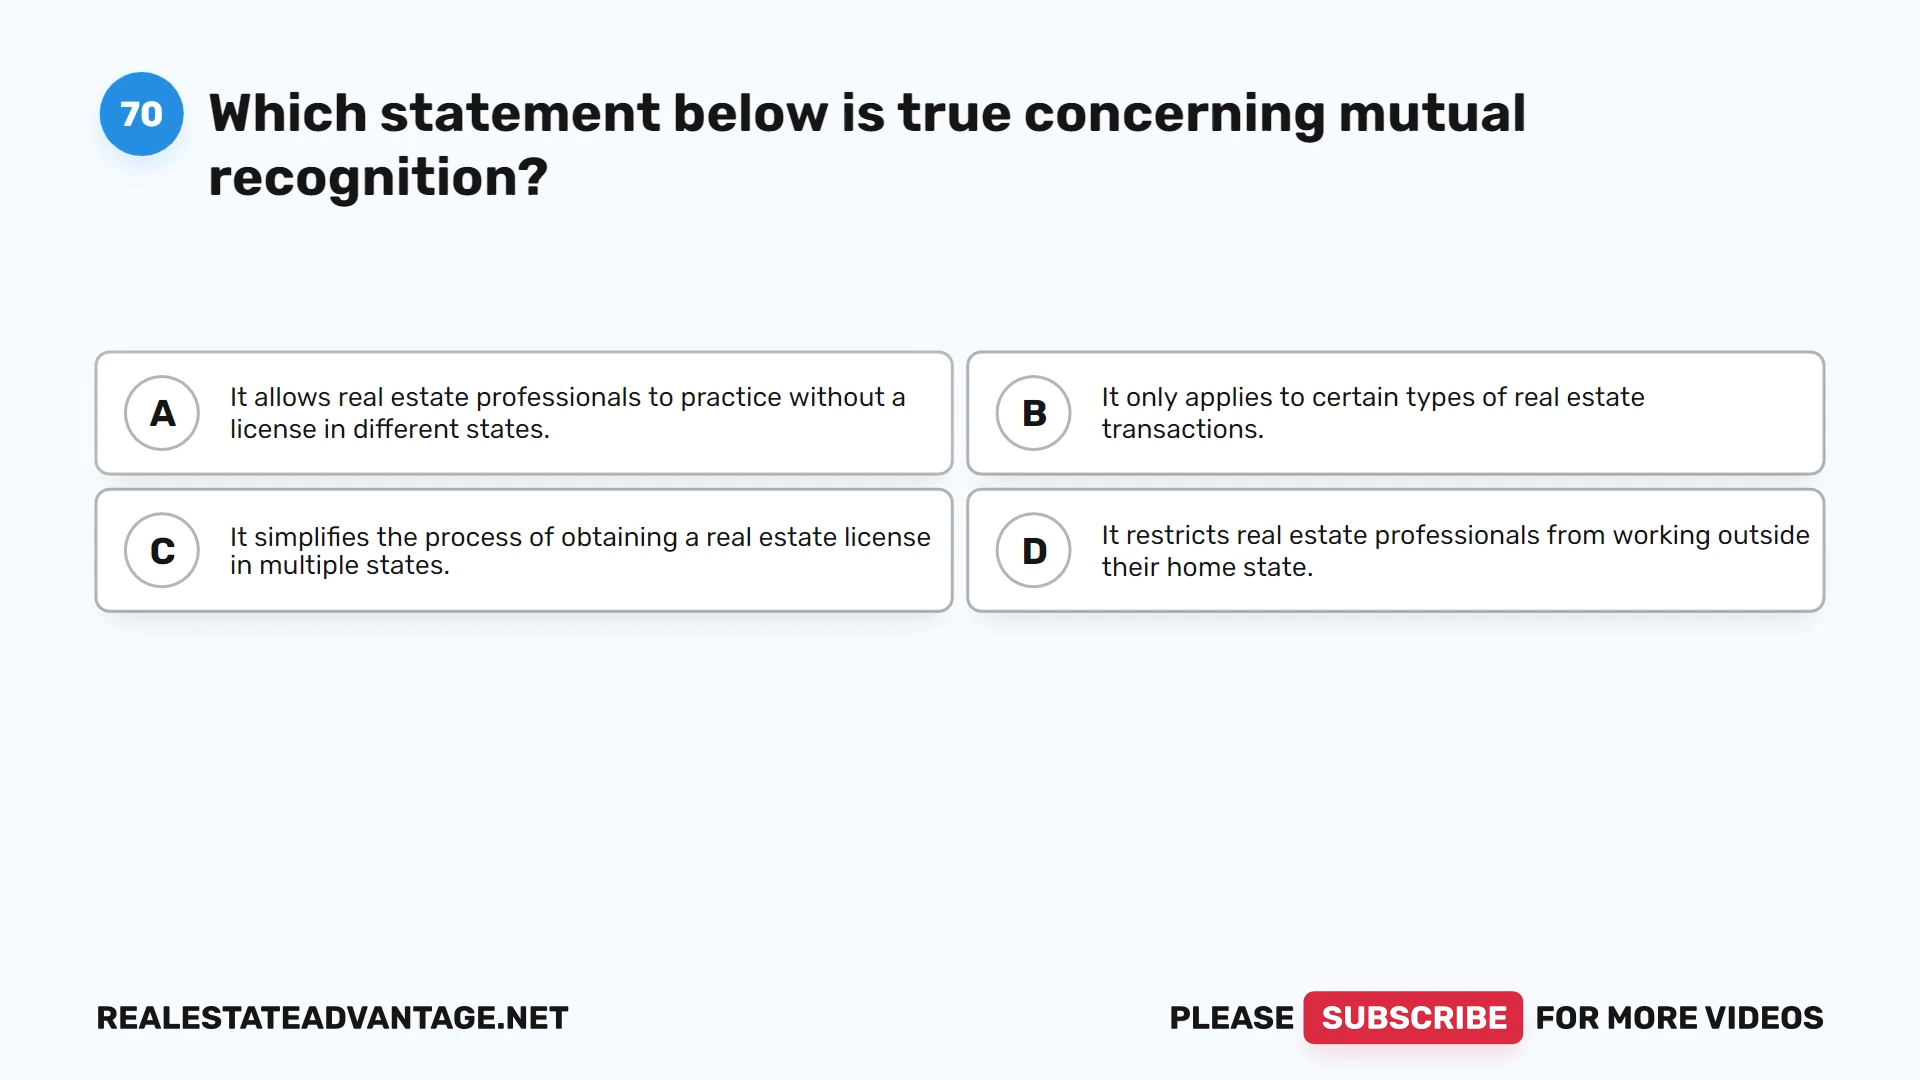 70
Which statement below is true concerning mutual
recognition?
A
It allows real estate professionals to practice without a
license in different states.
B
It only applies to certain types of real estate
transactions.
C
It simplifies the process of obtaining a real estate license
in multiple states.
D
It restricts real estate professionals from working outside
their home state.
REALESTATEADVANTAGE.NET
PLEASE SUBSCRIBE FOR MORE VIDEOS